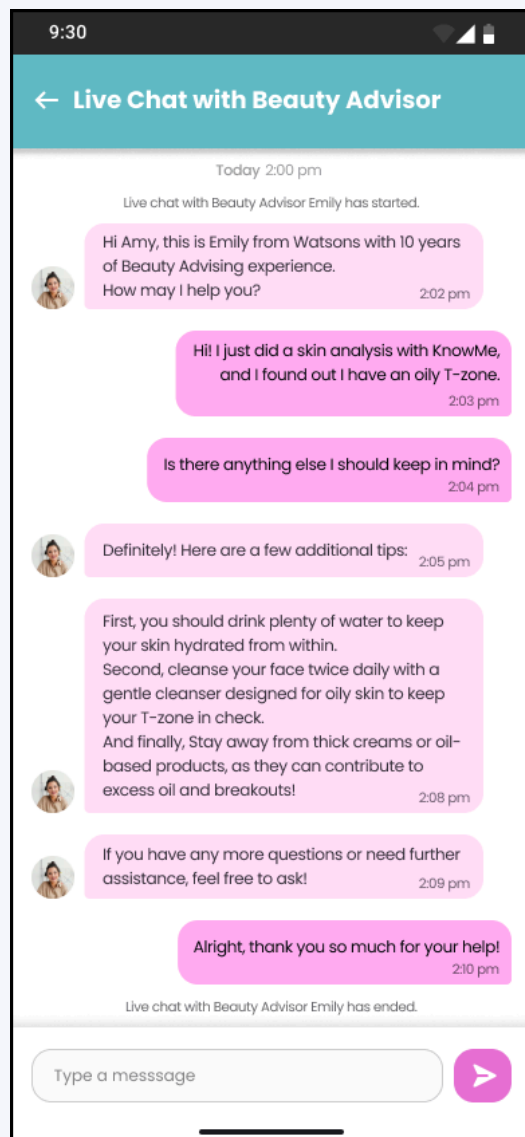 9:30
Live Chat with Beauty Advisor
Today 2:00 pm
Live chat with Beauty Advisor Emily has started.
Hi Amy, this is Emily from Watsons with 10 years
of Beauty Advising experience.
How may I help you?
2:02 pm
Hi! I just did a skin analysis with KnowMe,
and I found out I have an oily T-zone.
2:03 pm
Is there anything else I should keep in mind?
2:04 pm
Definitely! Here are a few additional tips:
2:05 pm
First, you should drink plenty of water to keep
your skin hydrated from within.
Second, cleanse your face twice daily with a
gentle cleanser designed for oily skin to keep
your T-zone in check.
And finally, Stay away from thick creams or oil-
based products, as they can contribute to
excess oil and breakouts!
2:08 pm
If you have any more questions or need further
assistance, feel free to ask!
2:09 pm
Alright, thank you so much for your help!
2:10 pm
Live chat with Beauty Advisor Emily has ended.
Type a messsage